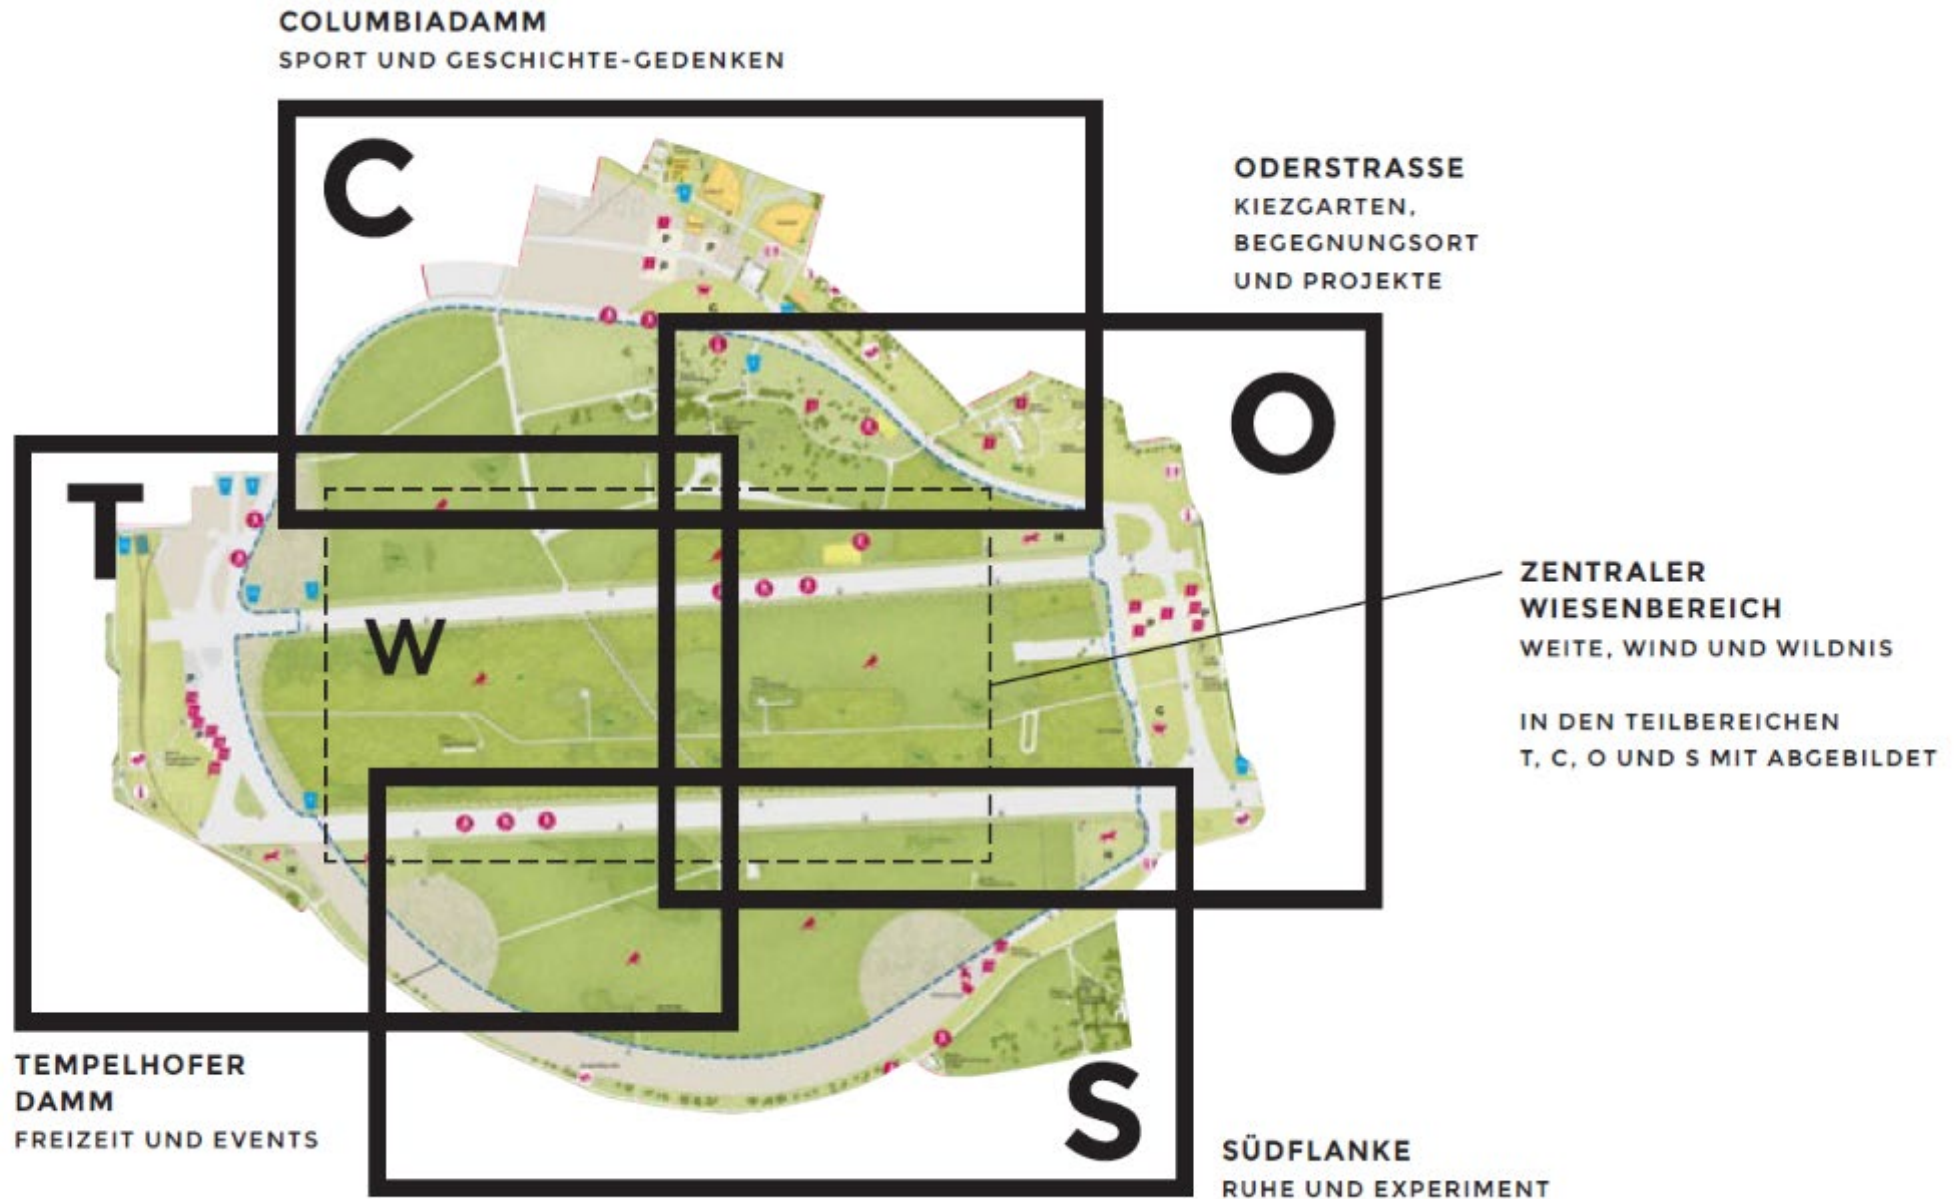 COLUMBIADAMM
SPORT UND GESCHICHTE-GEDENKEN
C
ODERSTRASSE
KIEZGARTEN,
BEGEGNUNGSORT
UND PROJEKTE
O
T
W
ZENTRALER
WIESENBEREICH
WEITE, WIND UND WILDNIS
IN DEN TEILBEREICHEN
T, C, O UND S MIT ABGEBILDET
TEMPELHOFER
DAMM
FREIZEIT UND EVENTS
S
SÜDFLANKE
RUHE UND EXPERIMENT